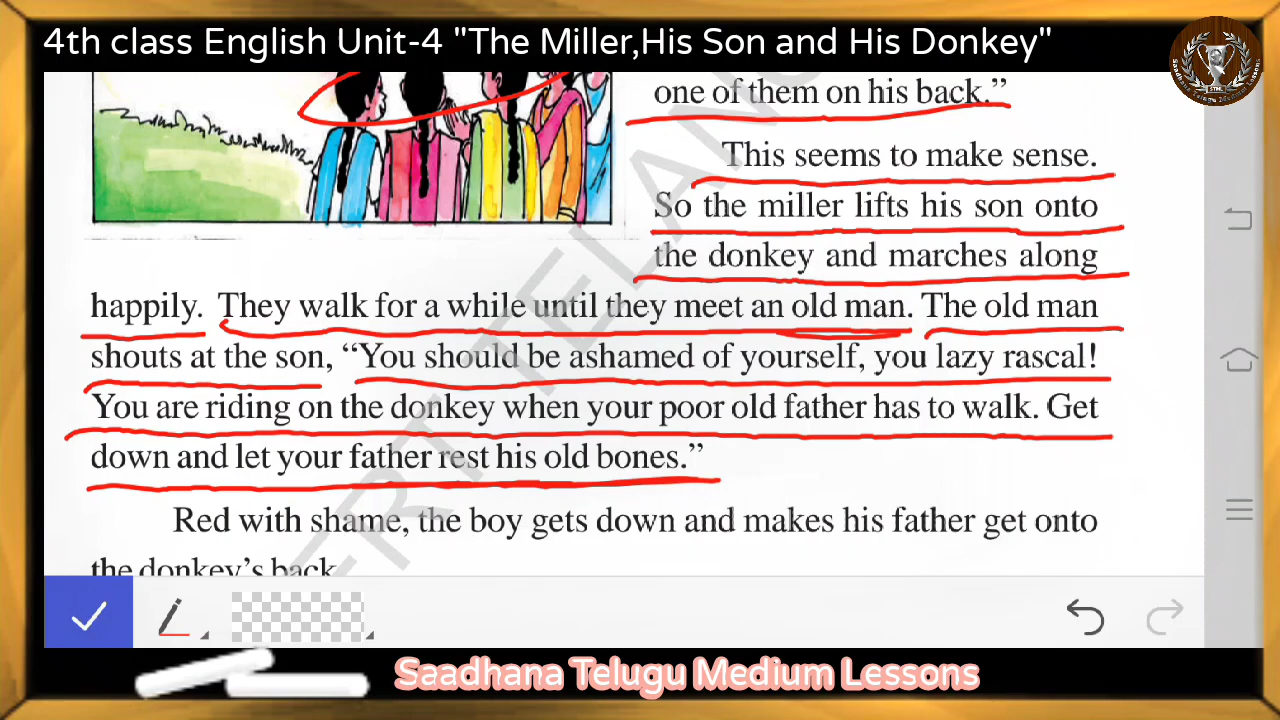 4th class English Unit-4 "The Miller,His Son and His Donkey"
one of them on his back.”
This seems to make sense.
So the miller lifts his son onto
the donkey and marches along
happily. They walk for a while until they meet an old man. The old man
shouts at the son, “You should be ashamed of yourself, you lazy rascal!
You are riding on the donkey when your poor old father has to walk. Get
down and let your father rest his old bones.”
Red with shame, the boy gets down and makes his father get onto
the donkey’s back
Saadhana Telugu Medium Lessons